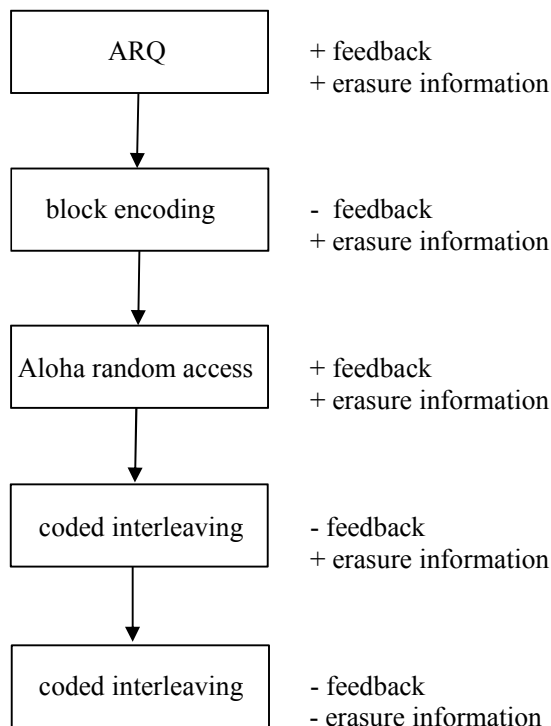 ARQ
+ feedback
+ erasure information
block encoding
- feedback
+ erasure information
Aloha random access
+ feedback
+ erasure information
coded interleaving
- feedback
+ erasure information
coded interleaving
- feedback
- erasure information